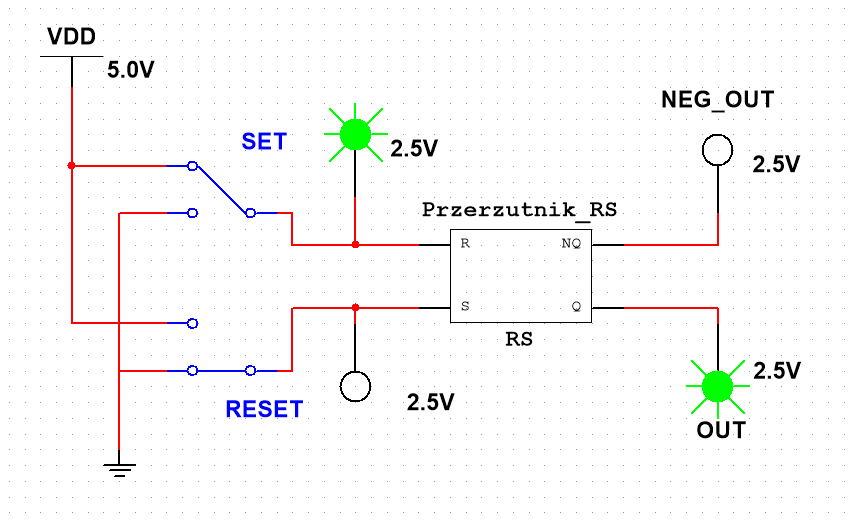 VDD
5.0V
SET
2.5V
NEG_OUT
2.5V
Przerzutnik_RS
R
NQ
S
Q
RS
RESET
2.5V
2.5V
OUT